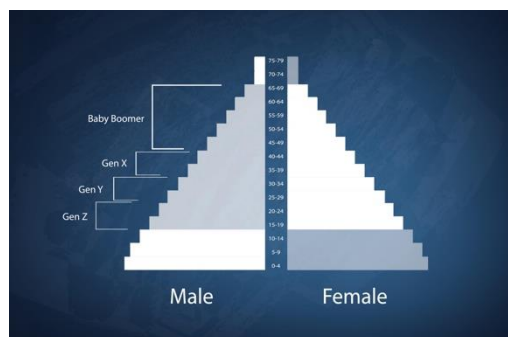 75-79
70-74
65-69
60-64
55-59
50-54
45-49
40-44
35-39
30-34
25-29
20-24
15-19
10-14
5-9
0-4
Baby Boomer
Gen X
Gen Y
Gen Z
Male
Female